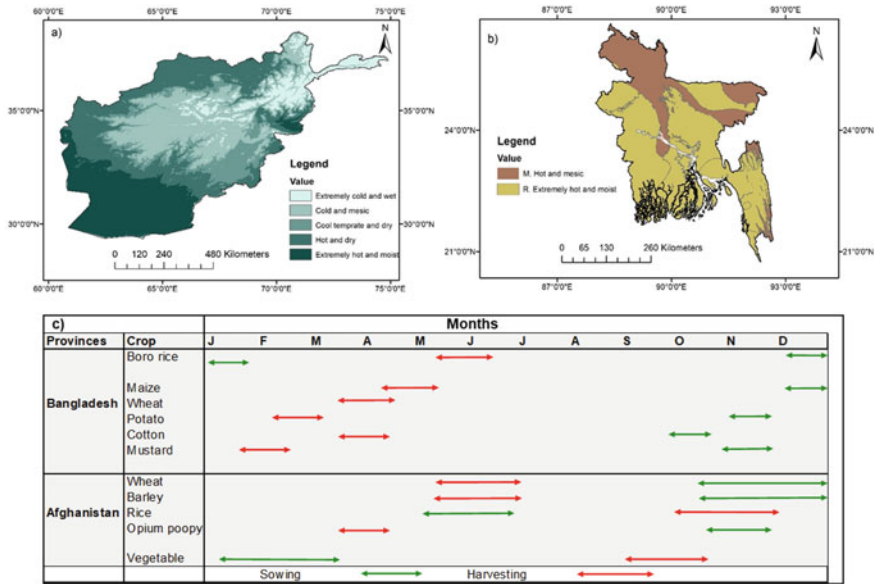 a)
N
60°0'0"E 65°0'0"E 70°0'0"E 75°0'0"E
35°0'0"N
30°0'0"N
Legend
Value
Extremely cold and wet
Cold and mesic
Cool temprate and dry
Hot and dry
Extremely hot and moist
0 120 240 480 Kilometers
60°0'0"E 65°0'0"E 70°0'0"E 75°0'0"E
b)
N
87°0'0"E 90°0'0"E 93°0'0"E
24°0'0"N 24°0'0"N
21°0'0"N 21°0'0"N
Legend
Value
M. Hot and mesic
R. Extremely hot and moist
0 65 130 260 Kilometers
87°0'0"E 90°0'0"E 93°0'0"E
c) Months
Provinces Crop J F M A M J J A S O N D
Boro rice
Maize
Bangladesh Wheat
Potato
Cotton
Mustard
Wheat
Barley
Afghanistan Rice
Opium poopy
Vegetable
Sowing Harvesting